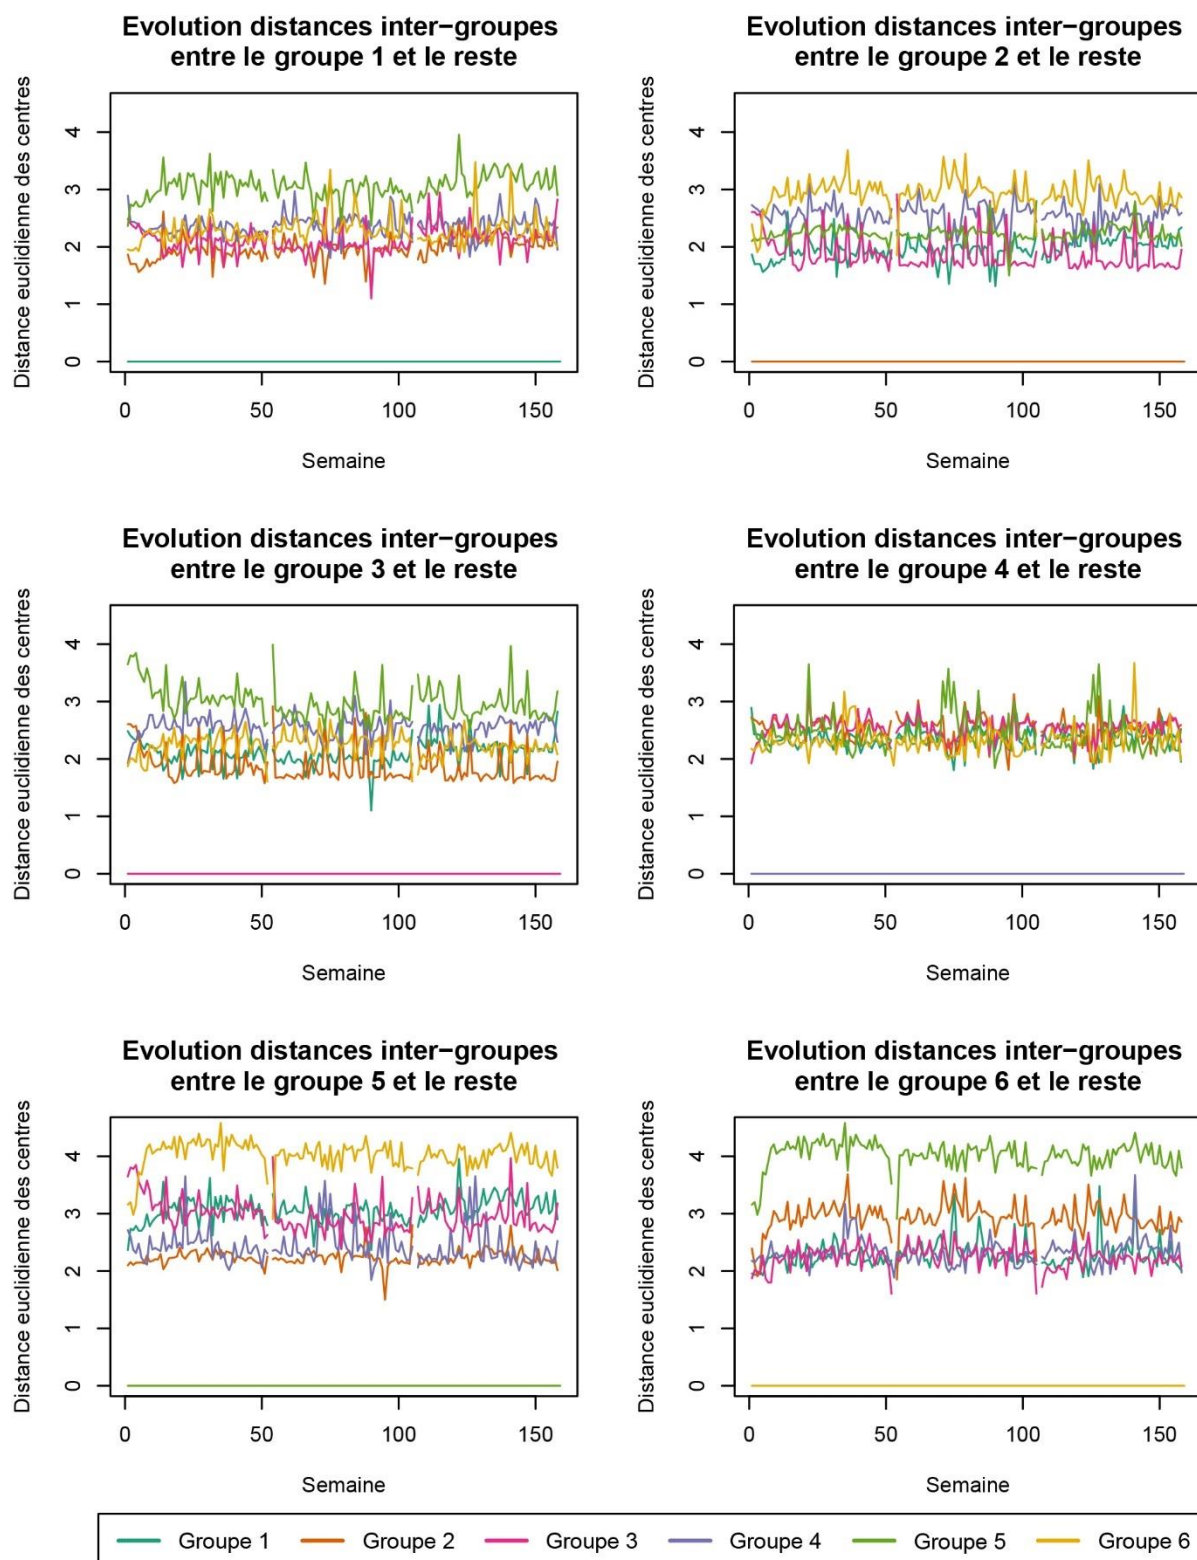 Evolution distances inter−groupes
entre le groupe 1 et le reste
Distance euclidienne des centres
4
3
2
1
0
0 50 100 150
Semaine
Evolution distances inter−groupes
entre le groupe 2 et le reste
Distance euclidienne des centres
4
3
2
1
0
0 50 100 150
Semaine
Evolution distances inter−groupes
entre le groupe 3 et le reste
Distance euclidienne des centres
4
3
2
1
0
0 50 100 150
Semaine
Evolution distances inter−groupes
entre le groupe 4 et le reste
Distance euclidienne des centres
4
3
2
1
0
0 50 100 150
Semaine
Evolution distances inter−groupes
entre le groupe 5 et le reste
Distance euclidienne des centres
4
3
2
1
0
0 50 100 150
Semaine
Evolution distances inter−groupes
entre le groupe 6 et le reste
Distance euclidienne des centres
4
3
2
1
0
0 50 100 150
Semaine
Groupe 1 Groupe 2 Groupe 3 Groupe 4 Groupe 5 Groupe 6